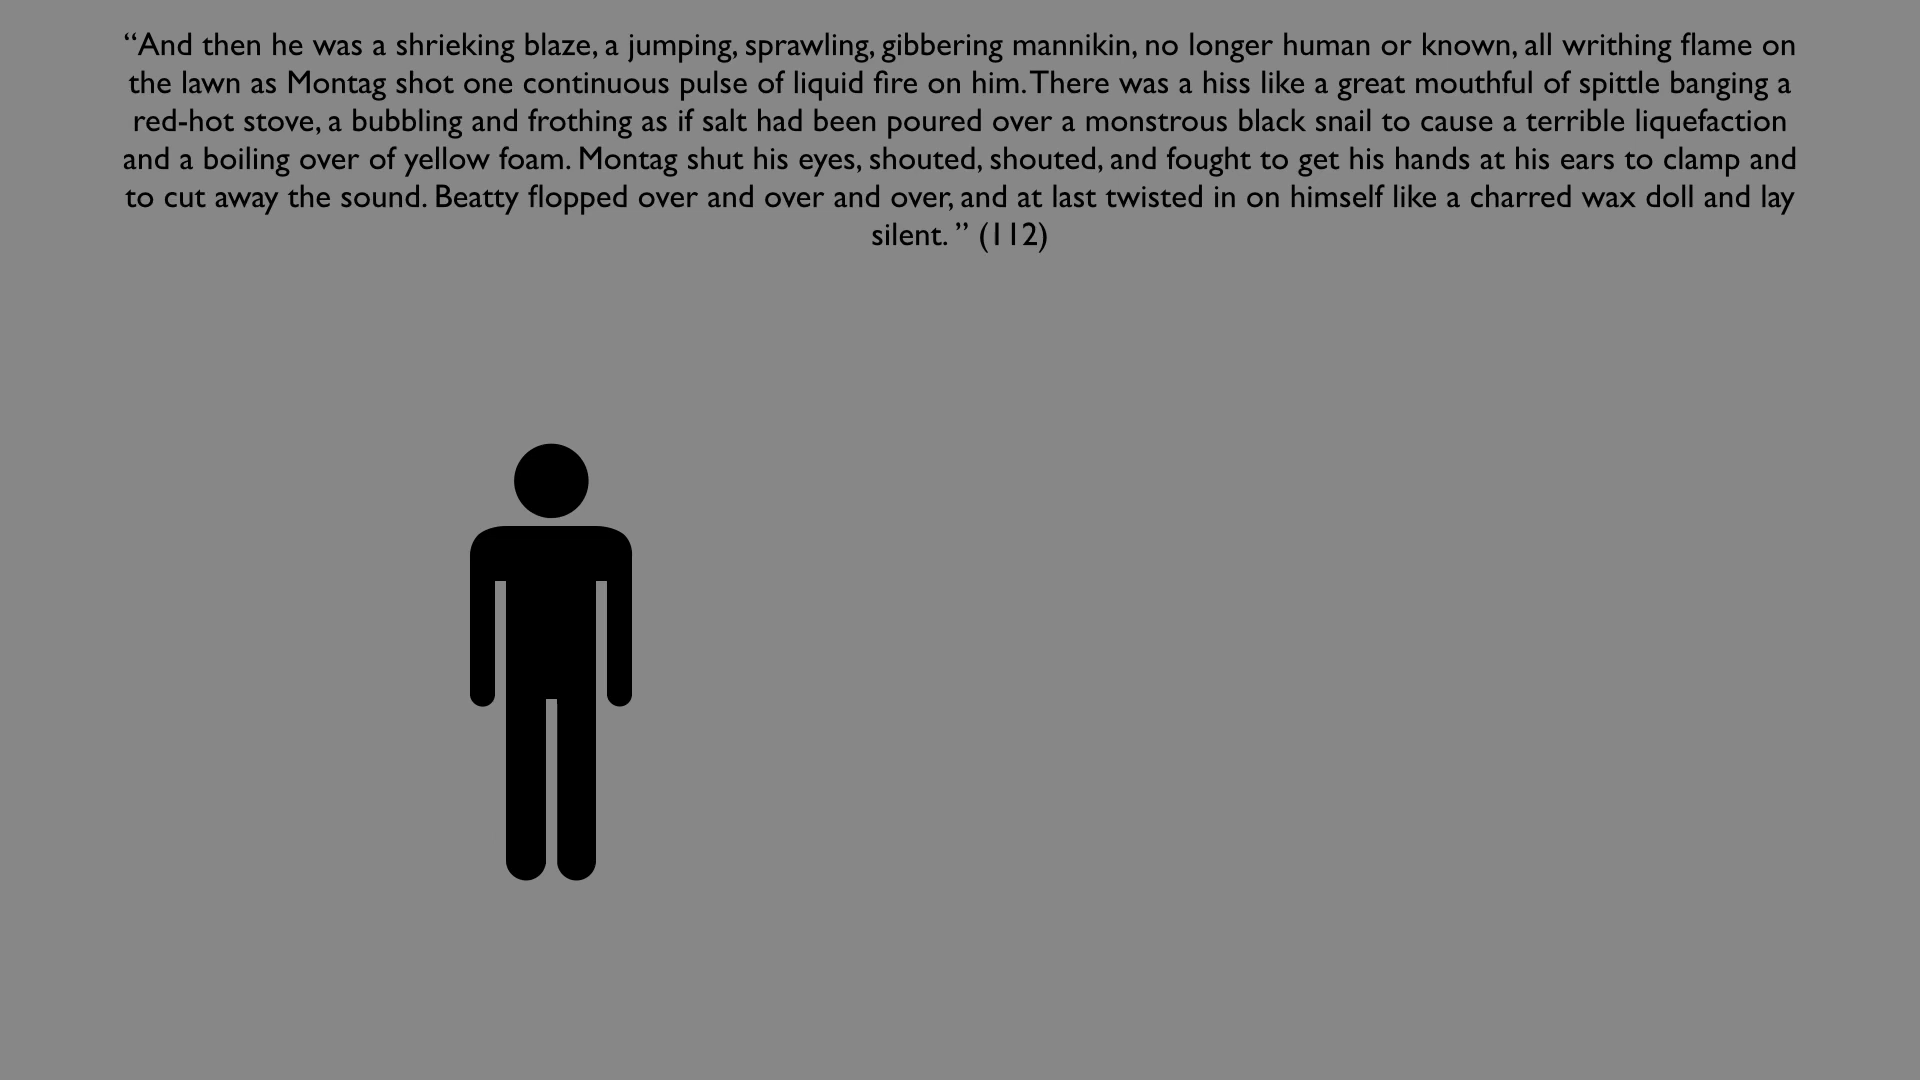 “And then he was a shrieking blaze, a jumping, sprawling, gibbering mannikin, no longer human or known, all writhing flame on
the lawn as Montag shot one continuous pulse of liquid fire on him. There was a hiss like a great mouthful of spittle banging a
red-hot stove, a bubbling and frothing as if salt had been poured over a monstrous black snail to cause a terrible liquefaction
and a boiling over of yellow foam. Montag shut his eyes, shouted, shouted, and fought to get his hands at his ears to clamp and
to cut away the sound. Beatty flopped over and over and over, and at last twisted in on himself like a charred wax doll and lay
silent. ” (112)